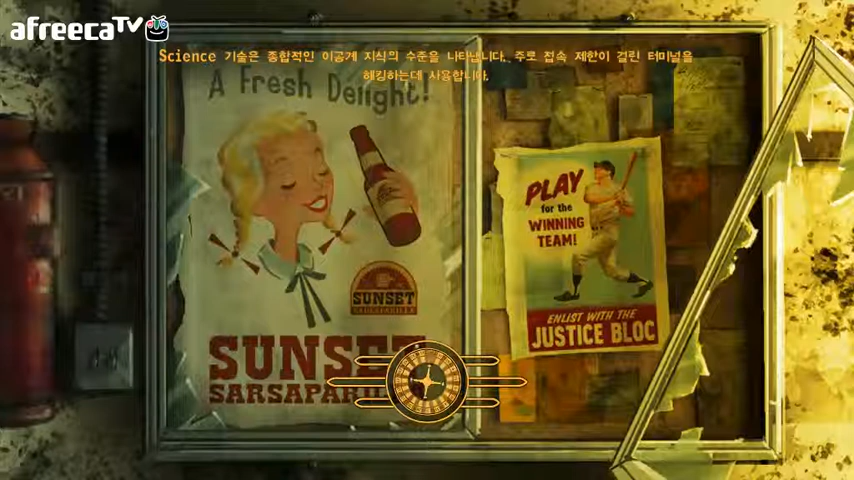 afreecaTV
Science 기술은 종합적인 이공계 지식의 수준을 나타냅니다. 주로 접속 제한이 걸린 터미널을
해킹하는데 사용합니다.
A Fresh Delight!
SUNSET
SARSAPARILLA
SUNSET
SARSAPARIL
PLAY
for the
WINNING
TEAM!
ENLIST WITH THE
JUSTICE BLOC